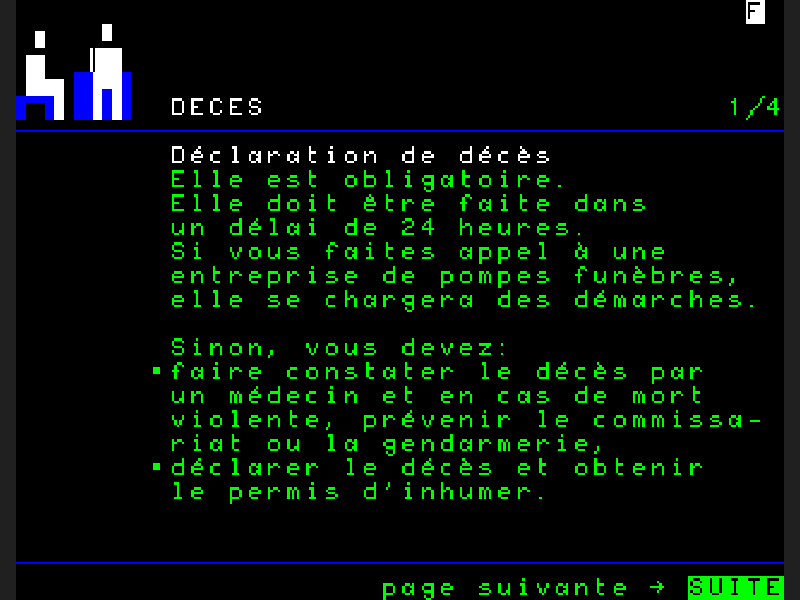 F
DECES 1/4
Déclaration de décès
Elle est obligatoire.
Elle doit être faite dans
un délai de 24 heures.
Si vous faites appel à une
entreprise de pompes funèbres,
elle se chargera des démarches.
Sinon, vous devez:
▪faire constater le décès par
un médecin et en cas de mort
violente, prévenir le commissa-
riat ou la gendarmerie,
▪déclarer le décès et obtenir
le permis d'inhumer.
page suivante → SUITE